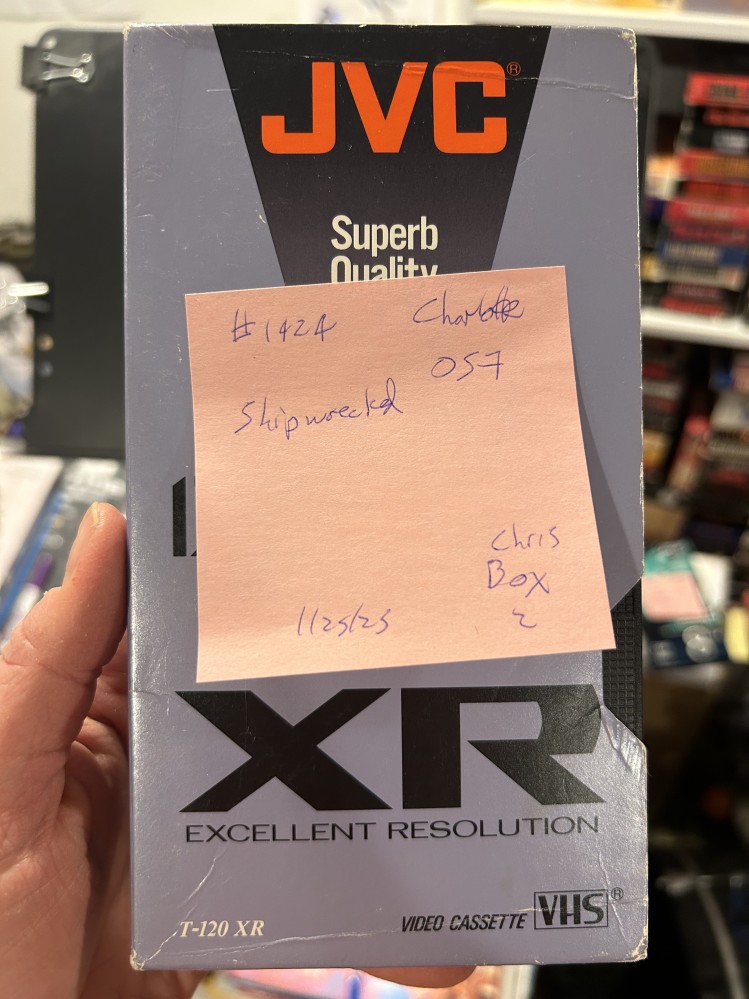 JVC®
Superb
Quality
#1424 Charlotte
057
Shipwrecked
Chris
Box
2
1/25/25
XR
EXCELLENT RESOLUTION
T-120 XR VIDEO CASSETTE VHS®